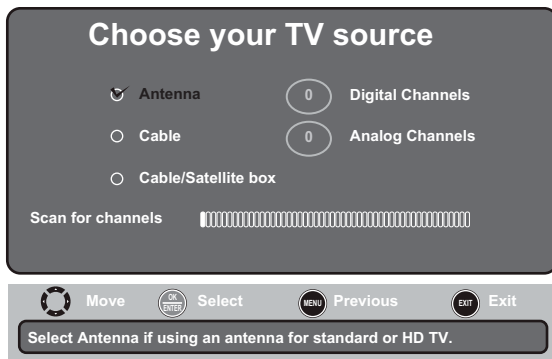 Choose your TV source
Antenna 0 Digital Channels
Cable 0 Analog Channels
Cable/Satellite box
Scan for channels
Move OK ENTER Select MENU Previous EXIT Exit
Select Antenna if using an antenna for standard or HD TV.